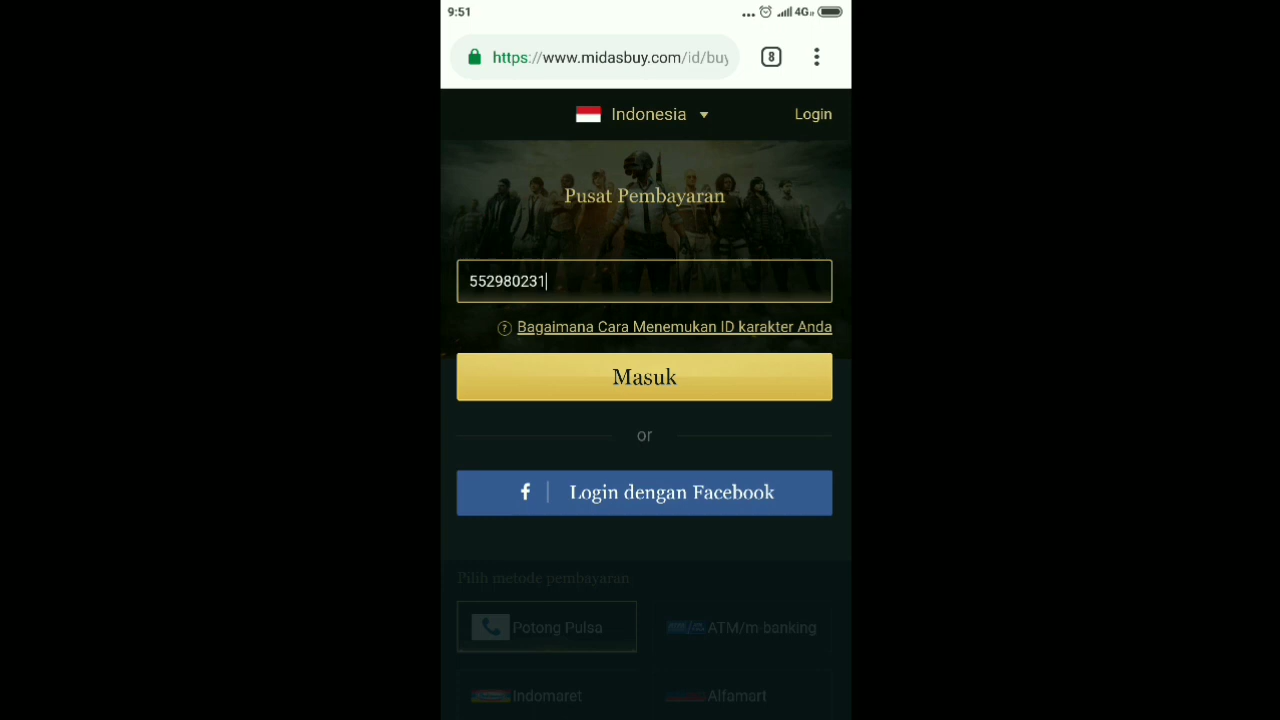 9:51
4G
https://www.midasbuy.com/id/buy
8
Indonesia
Login
Pusat Pembayaran
552980231
? Bagaimana Cara Menemukan ID karakter Anda
Masuk
or
f | Login dengan Facebook
Pilih metode pembayaran
Potong Pulsa
ATM/m-banking
Indomaret
Alfamart